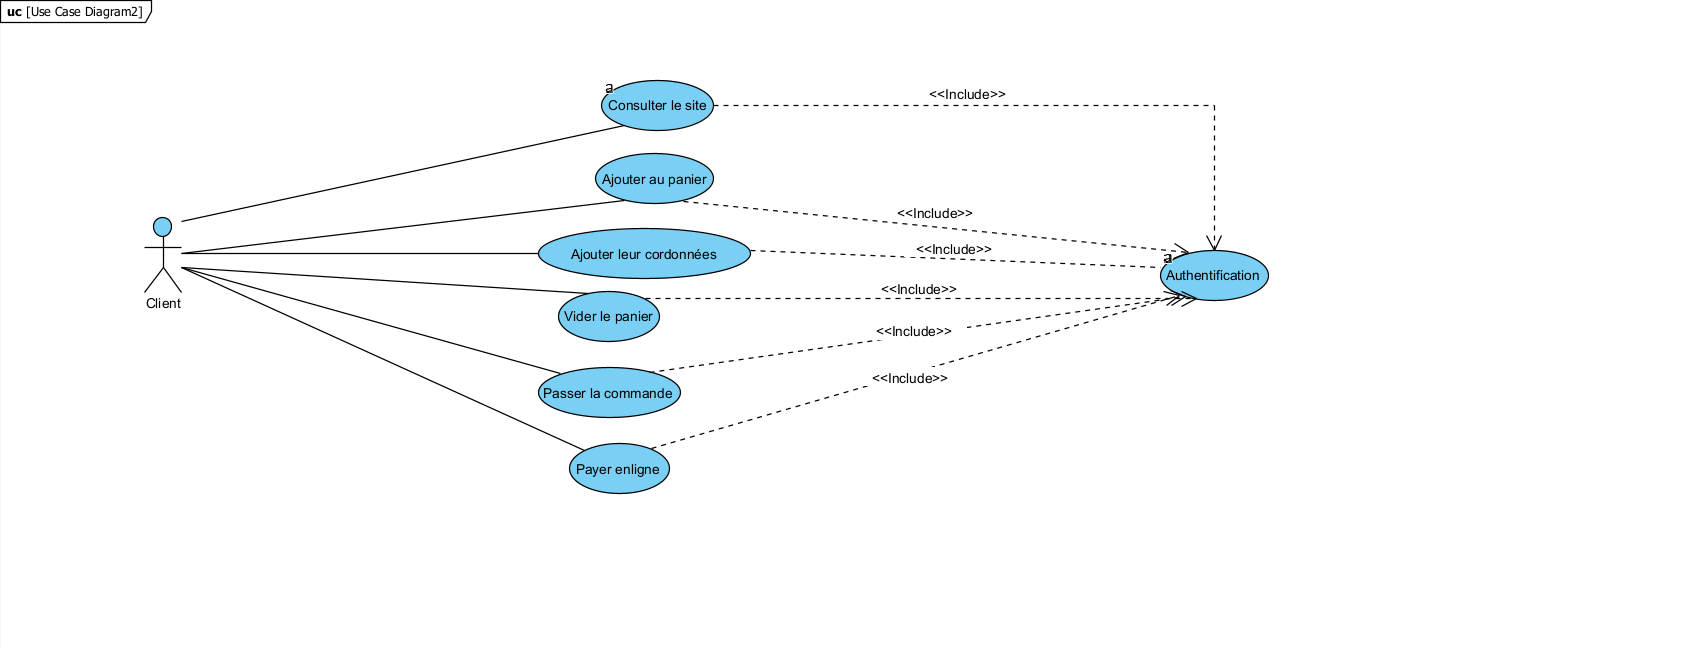 uc [Use Case Diagram2]
a
Consulter le site
<<Include>>
Ajouter au panier
<<Include>>
Ajouter leur cordonnées
<<Include>>
a
Authentification
Client
Vider le panier
<<Include>>
<<Include>>
Passer la commande
<<Include>>
Payer enligne